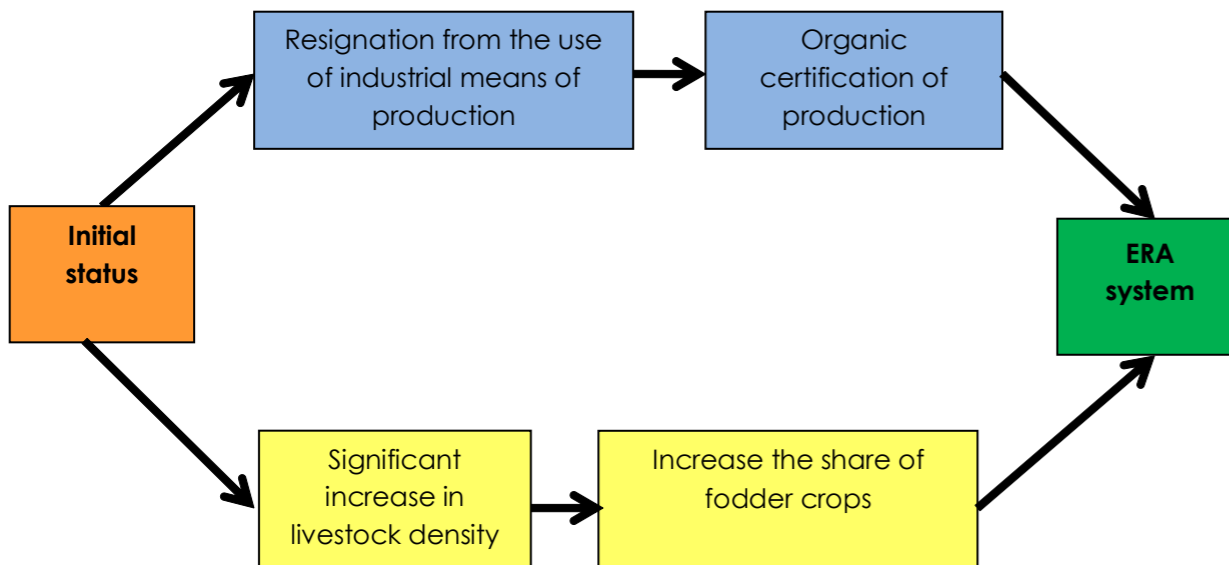 Resignation from the use
of industrial means of
production
Organic
certification of
production
Initial
status
ERA
system
Significant
increase in
livestock density
Increase the share of
fodder crops